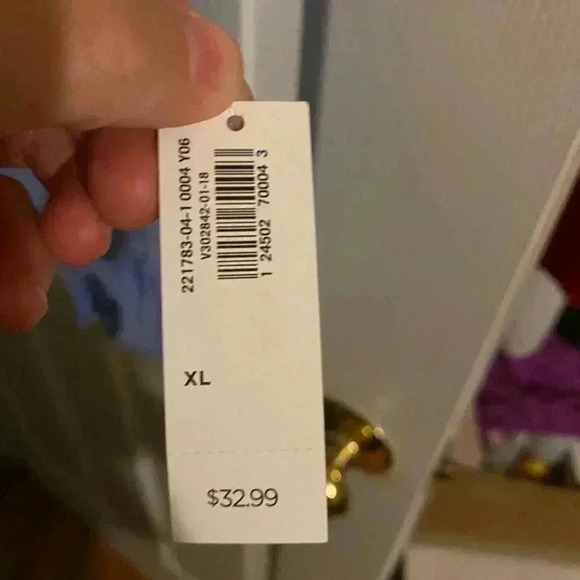 221783-04-1 0004 Y06
V302842-01-18
1 24502 70004 3
XL
$32.99